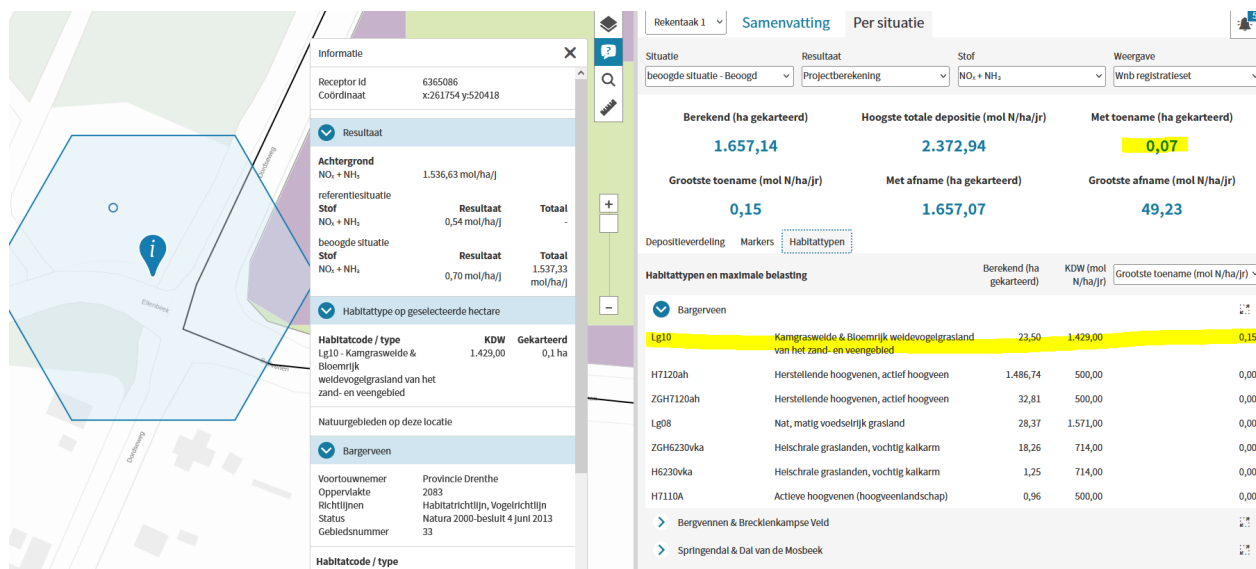 Dordseweg
Ellenbeek
Dordseweg
Informatie
Receptor id 6365086
Coördinaat x:261754 y:520418
Resultaat
Achtergrond
NOₓ + NH₃ 1.536,63 mol/ha/j
referentiesituatie
Stof Resultaat Totaal
NOₓ + NH₃ 0,54 mol/ha/j -
beoogde situatie
Stof Resultaat Totaal
NOₓ + NH₃ 0,70 mol/ha/j 1.537,33
mol/ha/j
Habitattype op geselecteerde hectare
Habitatcode / type KDW Gekarteerd
Lg10 - Kamgrasweide & 1.429,00 0,1 ha
Bloemrijk
weidevogelgrasland van het
zand- en veengebied
Natuurgebieden op deze locatie
Bargerveen
Voortouwnemer Provincie Drenthe
Oppervlakte 2083
Richtlijnen Habitatrichtlijn, Vogelrichtlijn
Status Natura 2000-besluit 4 juni 2013
Gebiedsnummer 33
Habitatcode / type
Rekentaak 1 Samenvatting Per situatie
Situatie Resultaat Stof Weergave
beoogde situatie - Beoogd Projectberekening NOₓ + NH₃ Wnb registratieset
Berekend (ha gekarteerd) Hoogste totale depositie (mol N/ha/jr) Met toename (ha gekarteerd)
1.657,14 2.372,94 0,07
Grootste toename (mol N/ha/jr) Met afname (ha gekarteerd) Grootste afname (mol N/ha/jr)
0,15 1.657,07 49,23
Depositieverdeling Markers Habitattypen
Habitattypen en maximale belasting Berekend (ha gekarteerd) KDW (mol N/ha/jr) Grootste toename (mol N/ha/jr)
Bargerveen
Lg10 Kamgrasweide & Bloemrijk weidevogelgrasland 23,50 1.429,00 0,15
van het zand- en veengebied
H7120ah Herstellende hoogvenen, actief hoogveen 1.486,74 500,00 0,00
ZGH7120ah Herstellende hoogvenen, actief hoogveen 32,81 500,00 0,00
Lg08 Nat, matig voedselrijk grasland 28,37 1.571,00 0,00
ZGH6230vka Heischrale graslanden, vochtig kalkarm 18,26 714,00 0,00
H6230vka Heischrale graslanden, vochtig kalkarm 1,25 714,00 0,00
H7110A Actieve hoogvenen (hoogveenlandschap) 0,96 500,00 0,00
Bergvennen & Brecklenkampse Veld
Springendal & Dal van de Mosbeek